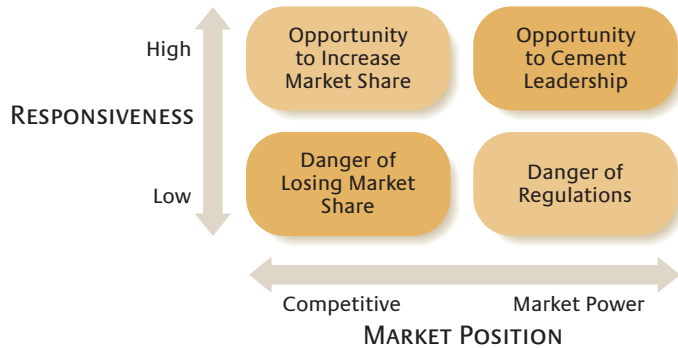 High
Opportunity
to Increase
Market Share
Opportunity
to Cement
Leadership
RESPONSIVENESS
Low
Danger of
Losing Market
Share
Danger of
Regulations
Competitive
Market Power
MARKET POSITION